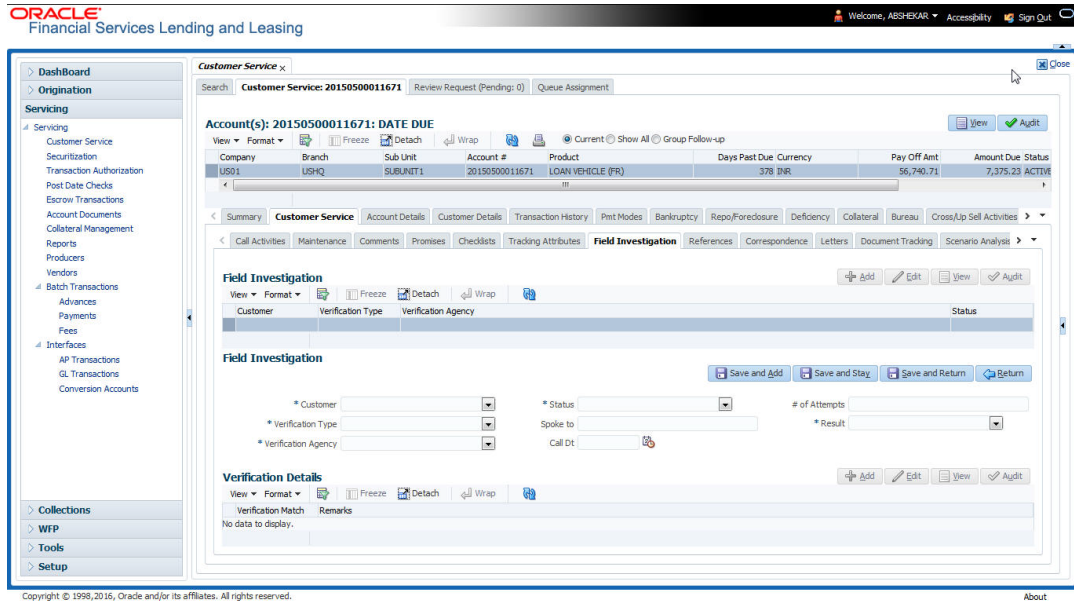 ORACLE
Financial Services Lending and Leasing
Welcome, ABSHEKAR Accessibility Sign Out
Close
DashBoard
Origination
Servicing
Servicing
Customer Service
Securitization
Transaction Authorization
Post Date Checks
Escrow Transactions
Account Documents
Collateral Management
Reports
Producers
Vendors
Batch Transactions
Advances
Payments
Fees
Interfaces
AP Transactions
GL Transactions
Conversion Accounts
Collections
WFP
Tools
Setup
Customer Service x
Search Customer Service: 20150500011671 Review Request (Pending: 0) Queue Assignment
Account(s): 20150500011671: DATE DUE
View Audit
View Format Freeze Detach Wrap Current Show All Group Follow-up
Company Branch Sub Unit Account # Product Days Past Due Currency Pay Off Amt Amount Due Status
US01 USHQ SUBUNIT1 20150500011671 LOAN VEHICLE (FR) 378 INR 56,740.71 7,375.23 ACTIVE
Summary Customer Service Account Details Customer Details Transaction History Pmt Modes Bankruptcy Repo/Foreclosure Deficiency Collateral Bureau Cross/Up Sell Activities
Call Activities Maintenance Comments Promises Checklists Tracking Attributes Field Investigation References Correspondence Letters Document Tracking Scenario Analysis
Field Investigation
Add Edit View Audit
View Format Freeze Detach Wrap
Customer Verification Type Verification Agency Status
Field Investigation
Save and Add Save and Stay Save and Return Return
* Customer * Status # of Attempts
* Verification Type Spoke to * Result
* Verification Agency Call Dt
Verification Details
Add Edit View Audit
View Format Freeze Detach Wrap
Verification Match Remarks
No data to display.
Copyright © 1998,2016, Oracle and/or its affiliates. All rights reserved.
About